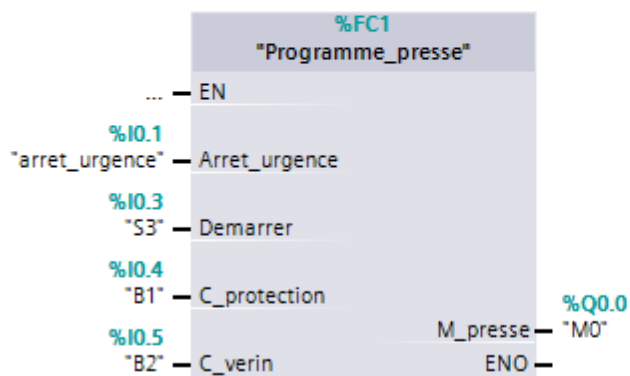 %FC1
"Programme_presse"
... EN
%I0.1
"arret_urgence" Arret_urgence
%I0.3
"S3" Demarrer
%I0.4
"B1" C_protection
%Q0.0
M_presse "M0"
%I0.5
"B2" C_verin ENO